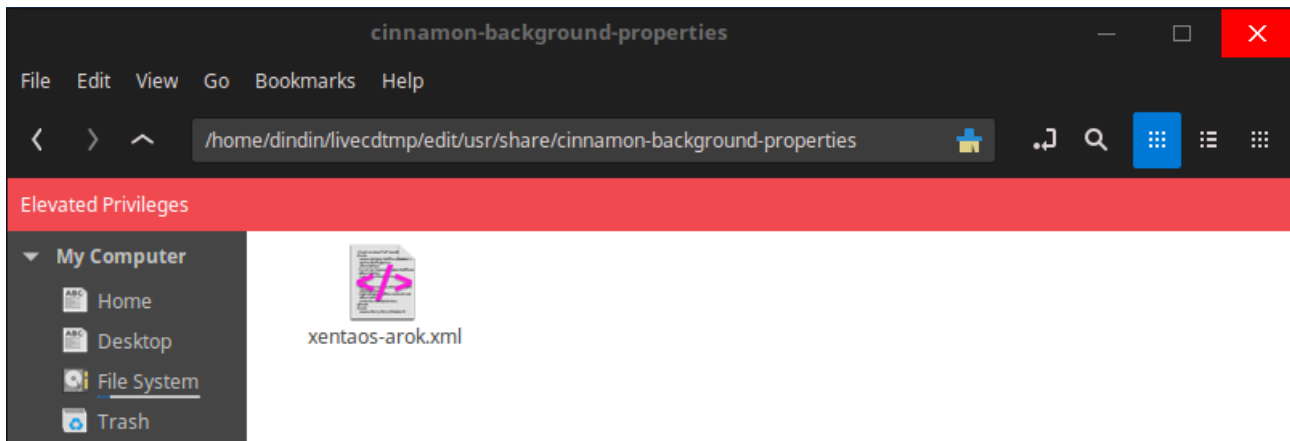 cinnamon-background-properties
File Edit View Go Bookmarks Help
/home/dindin/livecdtmp/edit/usr/share/cinnamon-background-properties
Elevated Privileges
My Computer
Home
xentaos-arok.xml
Desktop
File System
Trash